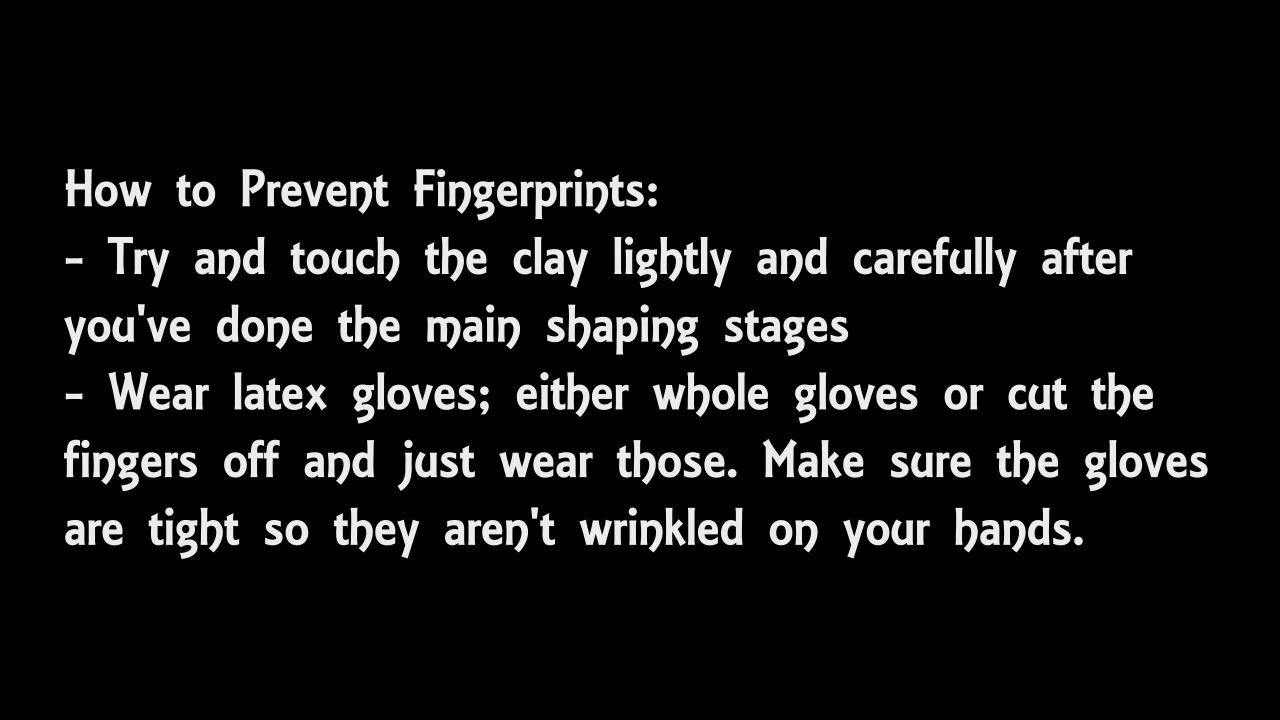 How to Prevent Fingerprints:
- Try and touch the clay lightly and carefully after
you've done the main shaping stages
- Wear latex gloves; either whole gloves or cut the
fingers off and just wear those. Make sure the gloves
are tight so they aren't wrinkled on your hands.